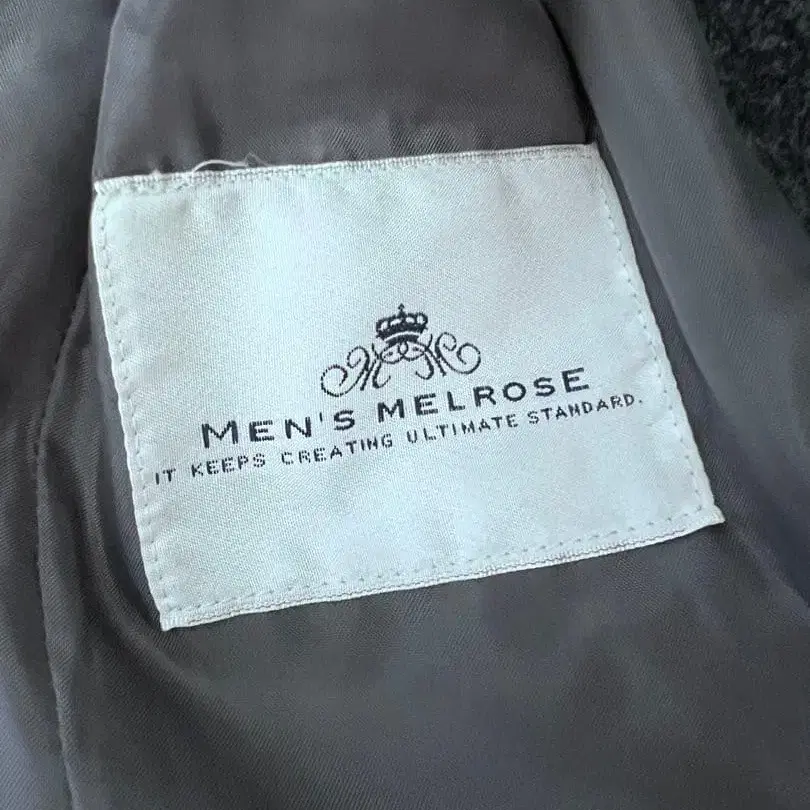 MEN'S MELROSE
IT KEEPS CREATING ULTIMATE STANDARD.